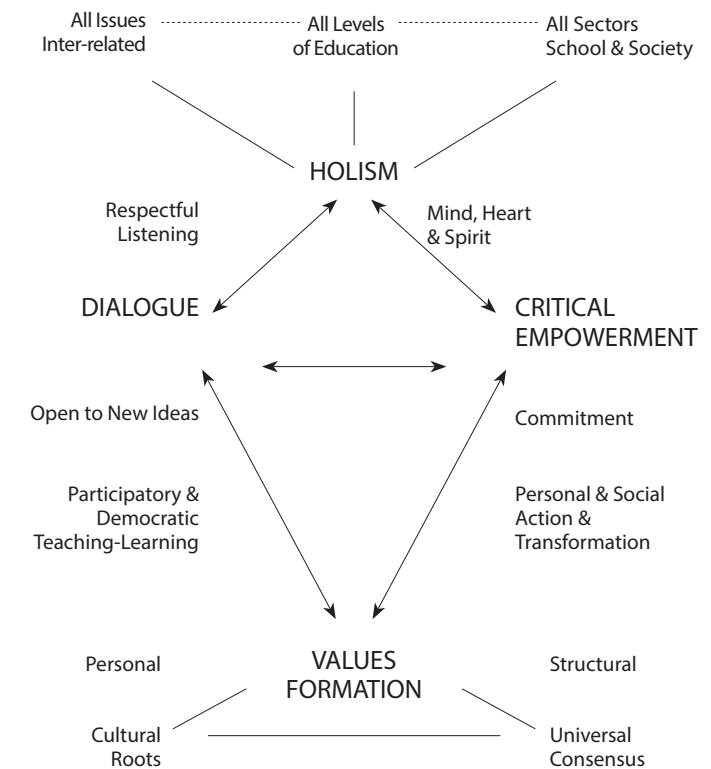 All Issues
Inter-related
All Levels
of Education
All Sectors
School & Society
HOLISM
Respectful
Listening
Mind, Heart
& Spirit
DIALOGUE
CRITICAL
EMPOWERMENT
Open to New Ideas
Commitment
Participatory &
Democratic
Teaching-Learning
Personal & Social
Action &
Transformation
Personal
VALUES
FORMATION
Structural
Cultural
Roots
Universal
Consensus